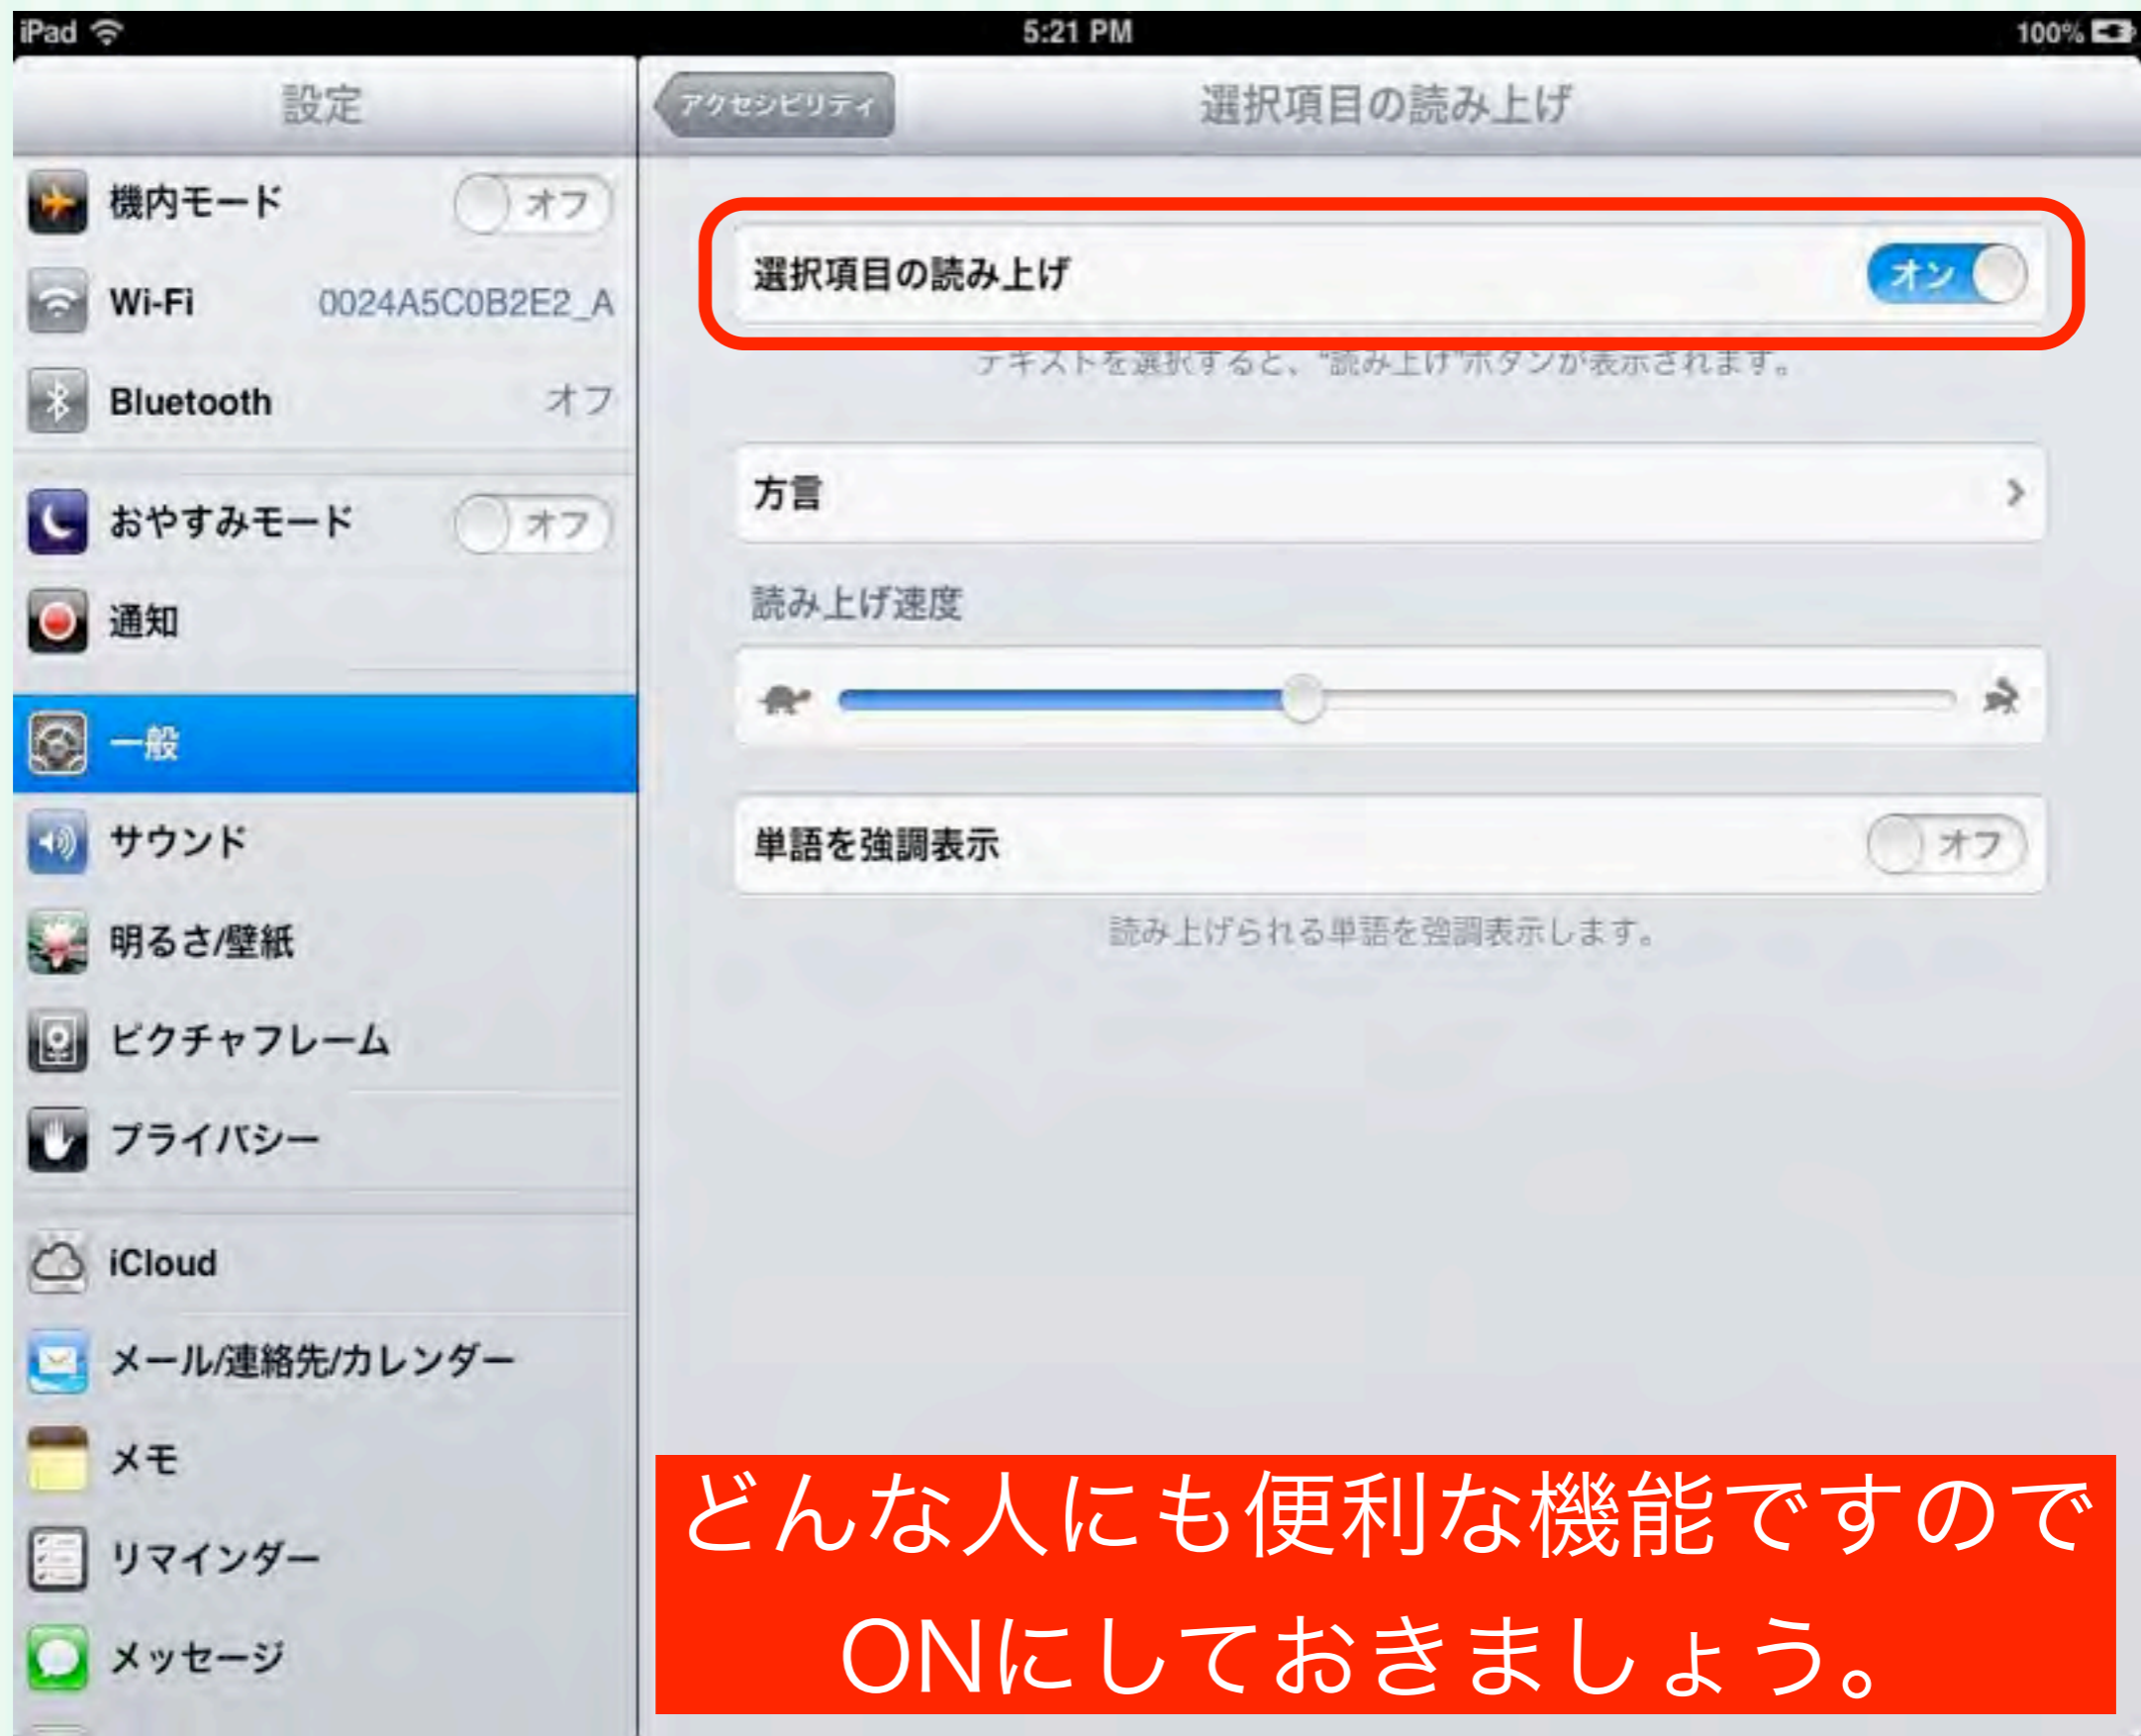 iPad
5:21 PM
100%
設定
機内モード
オフ
Wi-Fi
0024A5C0B2E2_A
Bluetooth
オフ
おやすみモード
オフ
通知
一般
サウンド
明るさ/壁紙
ピクチャフレーム
プライバシー
iCloud
メール/連絡先/カレンダー
メモ
リマインダー
メッセージ
アクセシビリティ
選択項目の読み上げ
選択項目の読み上げ
オン
テキストを選択すると、“読み上げ”ボタンが表示されます。
方言
読み上げ速度
単語を強調表示
オフ
読み上げられる単語を強調表示します。
どんな人にも便利な機能ですので
ONにしておきましょう。